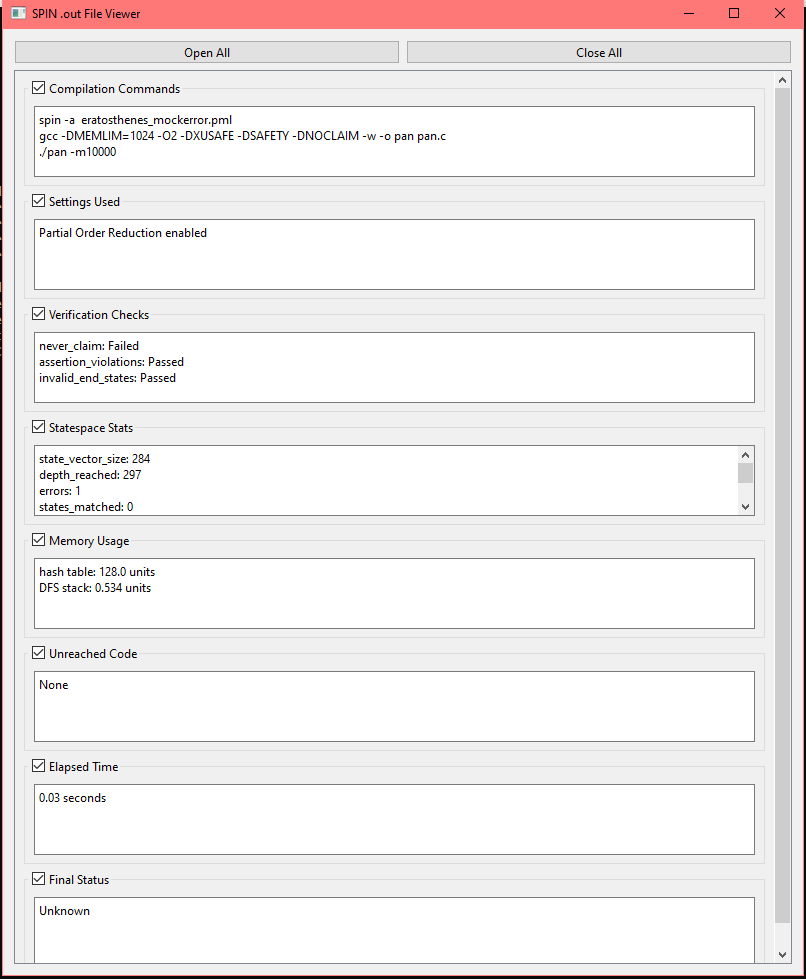 SPIN .out File Viewer
Open All
Close All
Compilation Commands
spin -a  eratosthenes_mockerror.pml
gcc -DMEMLIM=1024 -O2 -DXUSAFE -DSAFETY -DNOCLAIM -w -o pan pan.c
./pan -m10000
Settings Used
Partial Order Reduction enabled
Verification Checks
never_claim: Failed
assertion_violations: Passed
invalid_end_states: Passed
Statespace Stats
state_vector_size: 284
depth_reached: 297
errors: 1
states_matched: 0
Memory Usage
hash table: 128.0 units
DFS stack: 0.534 units
Unreached Code
None
Elapsed Time
0.03 seconds
Final Status
Unknown